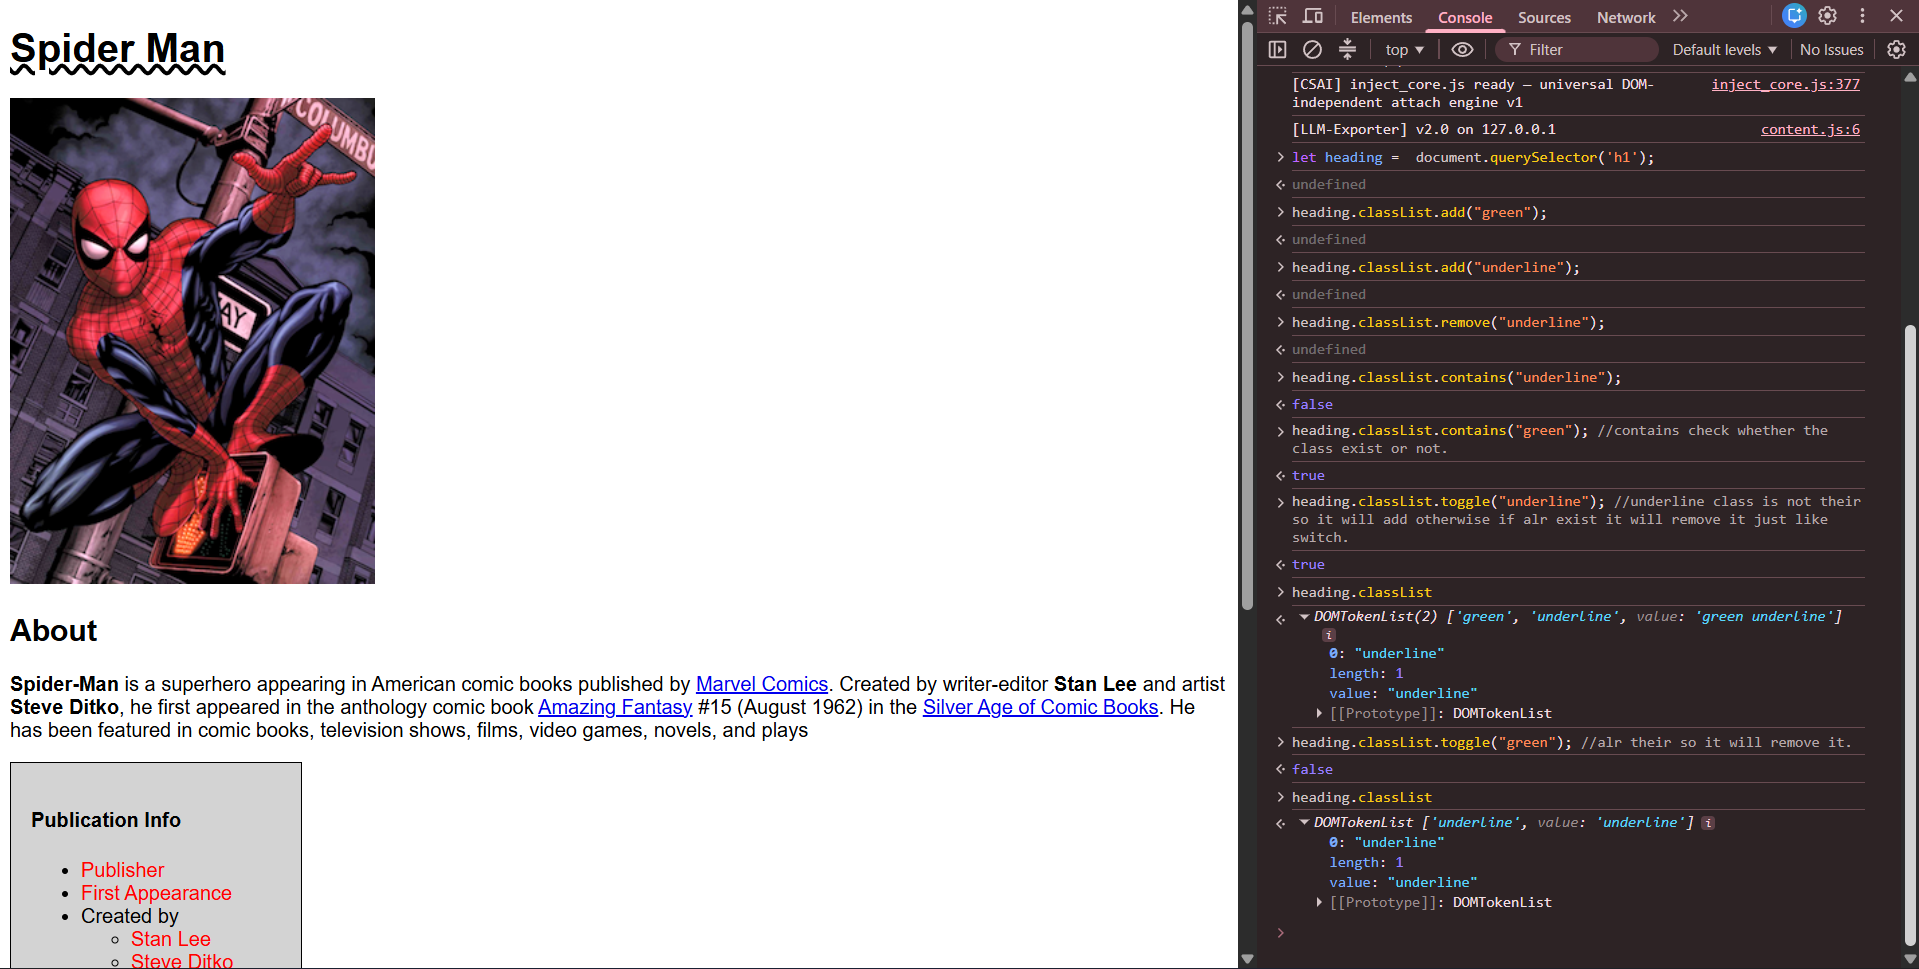 Spider Man
COLUMBU
AY
About
Spider-Man is a superhero appearing in American comic books published by Marvel Comics. Created by writer-editor Stan Lee and artist
Steve Ditko, he first appeared in the anthology comic book Amazing Fantasy #15 (August 1962) in the Silver Age of Comic Books. He
has been featured in comic books, television shows, films, video games, novels, and plays
Publication Info
• Publisher
• First Appearance
• Created by
◦ Stan Lee
◦ Steve Ditko
Elements Console Sources Network
top Filter Default levels No Issues
[CSAI] inject_core.js ready — universal DOM- inject_core.js:377
independent attach engine v1
[LLM-Exporter] v2.0 on 127.0.0.1 content.js:6
let heading =  document.querySelector('h1');
undefined
heading.classList.add("green");
undefined
heading.classList.add("underline");
undefined
heading.classList.remove("underline");
undefined
heading.classList.contains("underline");
false
heading.classList.contains("green"); //contains check whether the
class exist or not.
true
heading.classList.toggle("underline"); //underline class is not their
so it will add otherwise if alr exist it will remove it just like
switch.
true
heading.classList
DOMTokenList(2) ['green', 'underline', value: 'green underline']
i
0: "underline"
length: 1
value: "underline"
[[Prototype]]: DOMTokenList
heading.classList.toggle("green"); //alr their so it will remove it.
false
heading.classList
DOMTokenList ['underline', value: 'underline'] i
0: "underline"
length: 1
value: "underline"
[[Prototype]]: DOMTokenList